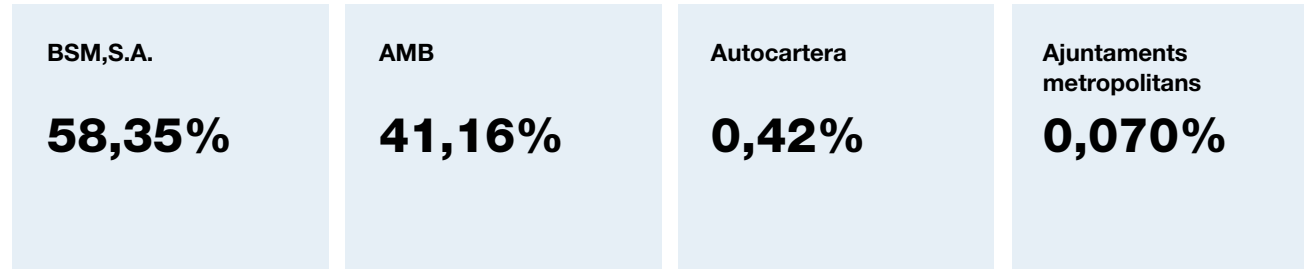 BSM,S.A.
58,35%
AMB
41,16%
Autocartera
0,42%
Ajuntaments
metropolitans
0,070%